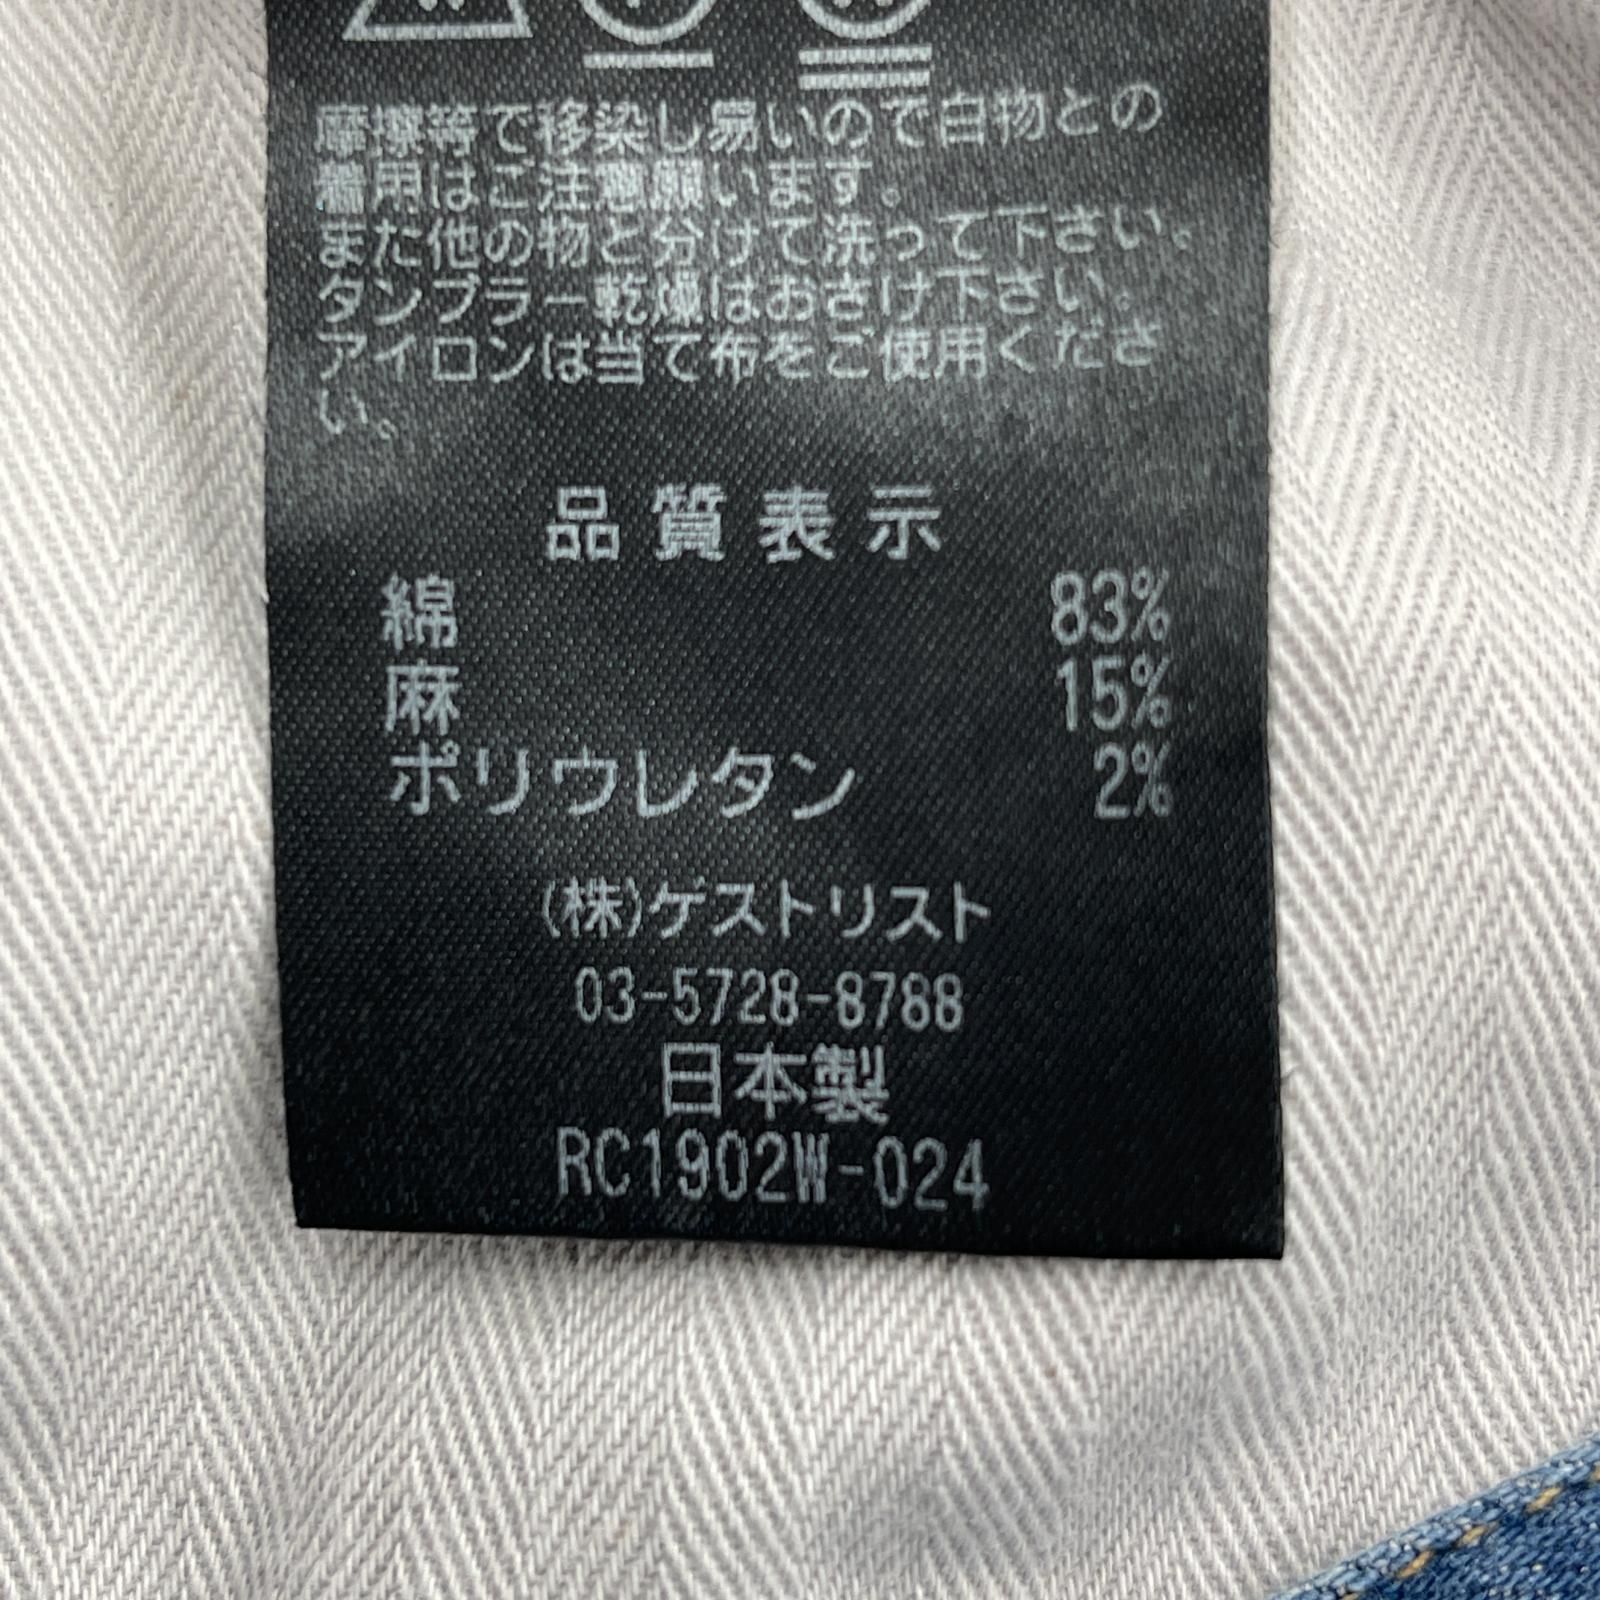 摩擦等で移染し易いので白物との
着用はご注意願います。
また他の物と分けて洗って下さい。
タンブラー乾燥はおさけ下さい。
アイロンは当て布をご使用くださ
い。
品質表示
綿 83%
麻 15%
ポリウレタン 2%
(株)ゲストリスト
03-5728-8788
日本製
RC1902W-024